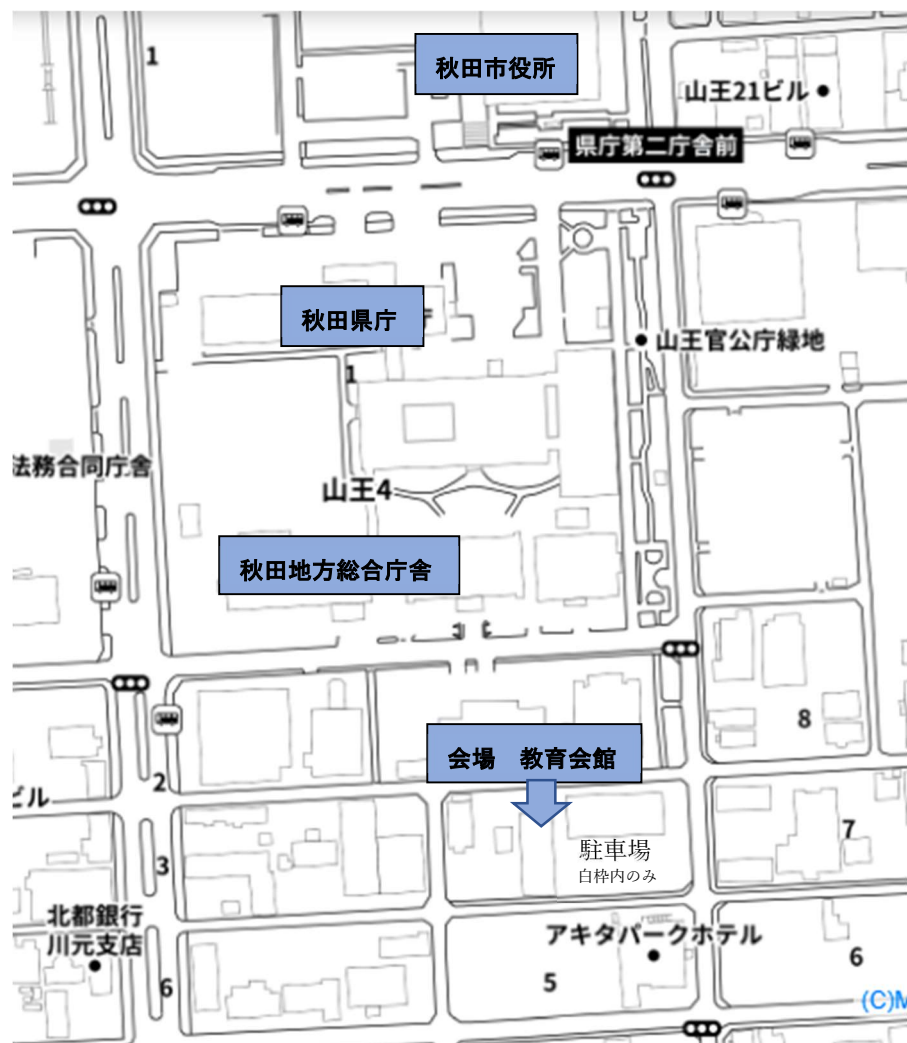 1
秋田市役所
山王21ビル
県庁第二庁舎前
秋田県庁
山王官公庁緑地
1
法務合同庁舎
山王4
秋田地方総合庁舎
8
会場 教育会館
2
ビル
7
駐車場
3
白枠内のみ
北都銀行
川元支店
アキタパークホテル
6
5
6
(C)M